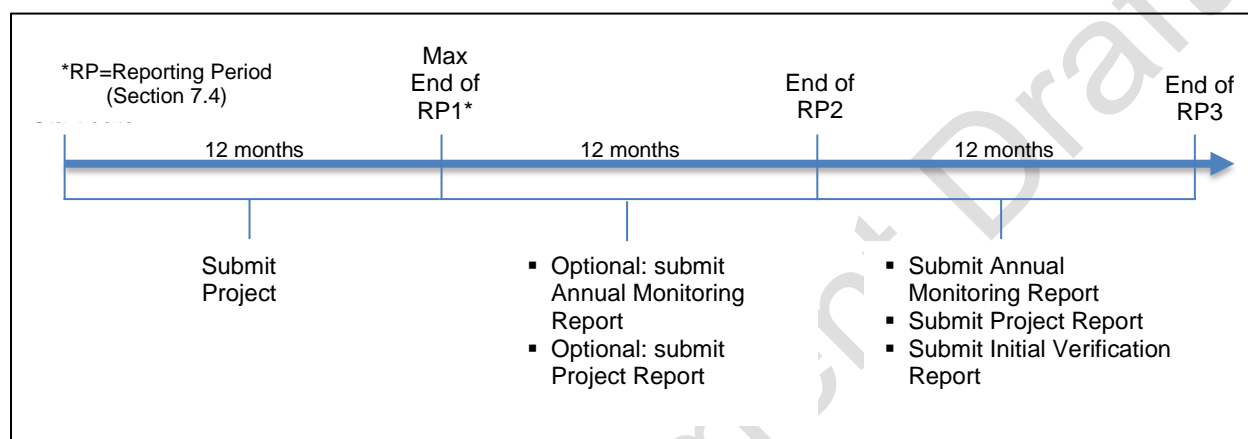 *RP=Reporting Period
(Section 7.4)
Max
End of
RP1*
End of
RP2
End of
RP3
12 months
12 months
12 months
Submit
Project
▪ Optional: submit
Annual Monitoring
Report
▪ Optional: submit
Project Report
▪ Submit Annual
Monitoring Report
▪ Submit Project Report
▪ Submit Initial Verification
Report
Draft